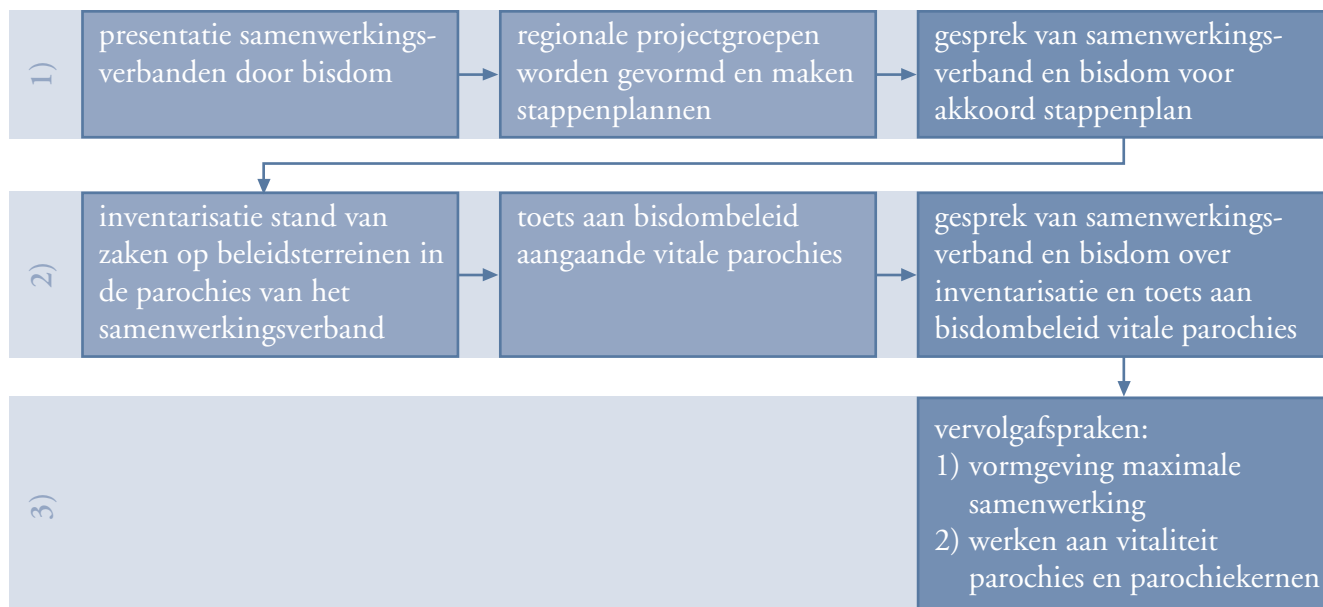 1)
presentatie samenwerkings-
verbanden door bisdom
regionale projectgroepen
worden gevormd en maken
stappenplannen
gesprek van samenwerkings-
verband en bisdom voor
akkoord stappenplan
2)
inventarisatie stand van
zaken op beleidsterreinen in
de parochies van het
samenwerkingsverband
toets aan bisdombeleid
aangaande vitale parochies
gesprek van samenwerkings-
verband en bisdom over
inventarisatie en toets aan
bisdombeleid vitale parochies
3)
vervolgafspraken:
1) vormgeving maximale
samenwerking
2) werken aan vitaliteit
parochies en parochiekernen